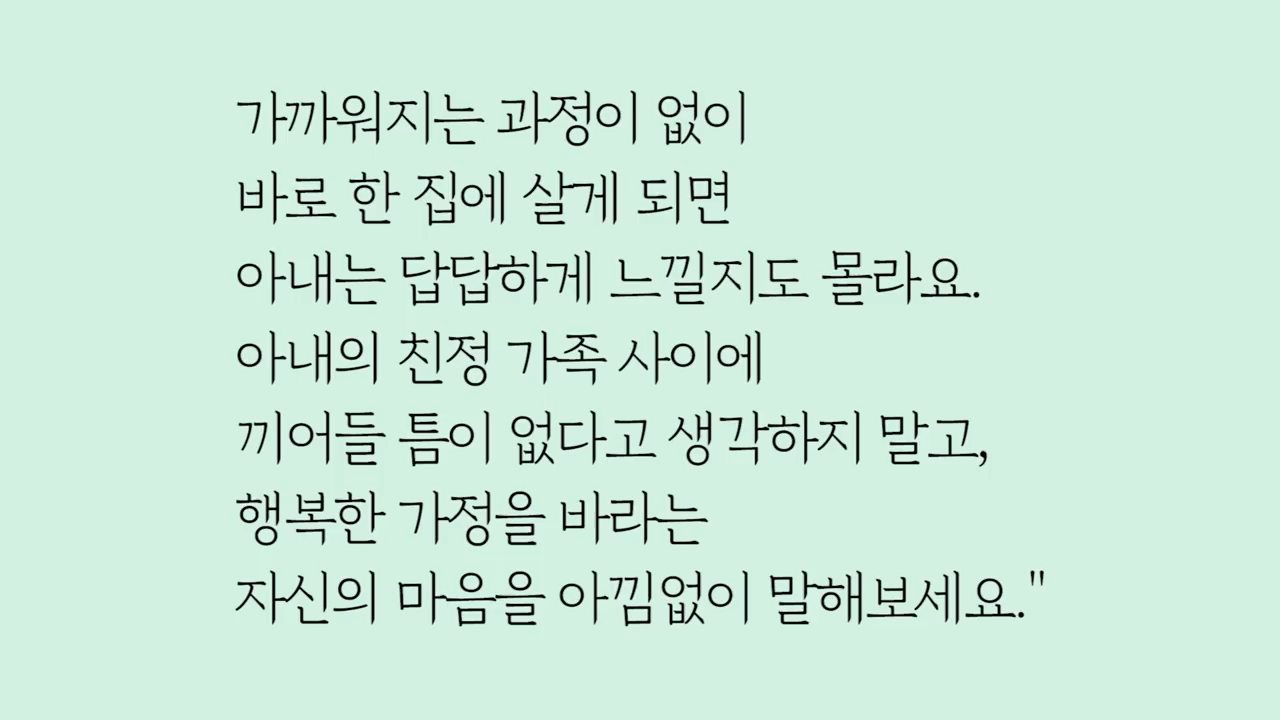 가까워지는 과정이 없이
바로 한 집에 살게 되면
아내는 답답하게 느낄지도 몰라요.
아내의 친정 가족 사이에
끼어들 틈이 없다고 생각하지 말고,
행복한 가정을 바라는
자신의 마음을 아낌없이 말해보세요."